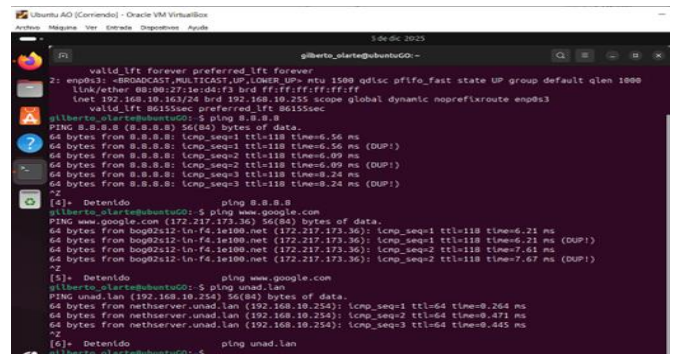 Ubuntu AO [Corriendo] - Oracle VM VirtualBox
Archivo Máquina Ver Entrada Dispositivos Ayuda
3 de dic 2025
gilberto_olarte@ubuntuGO: ~
valid_lft forever preferred_lft forever
2: enp0s3: <BROADCAST,MULTICAST,UP,LOWER_UP> mtu 1500 qdisc pfifo_fast state UP group default qlen 1000
link/ether 08:00:27:1e:d4:f3 brd ff:ff:ff:ff:ff:ff
inet 192.168.10.163/24 brd 192.168.10.255 scope global dynamic noprefixroute enp0s3
valid_lft 86155sec preferred_lft 86155sec
gilberto_olarte@ubuntuGO:~$ ping 8.8.8.8
PING 8.8.8.8 (8.8.8.8) 56(84) bytes of data.
64 bytes from 8.8.8.8: icmp_seq=1 ttl=118 time=6.56 ms
64 bytes from 8.8.8.8: icmp_seq=1 ttl=118 time=6.56 ms (DUP!)
64 bytes from 8.8.8.8: icmp_seq=2 ttl=118 time=6.09 ms
64 bytes from 8.8.8.8: icmp_seq=2 ttl=118 time=6.09 ms (DUP!)
64 bytes from 8.8.8.8: icmp_seq=3 ttl=118 time=8.24 ms
64 bytes from 8.8.8.8: icmp_seq=3 ttl=118 time=8.24 ms (DUP!)
^Z
[4]+ Detenido ping 8.8.8.8
gilberto_olarte@ubuntuGO:~$ ping www.google.com
PING www.google.com (172.217.173.36) 56(84) bytes of data.
64 bytes from bog02s12-in-f4.1e100.net (172.217.173.36): icmp_seq=1 ttl=118 time=6.21 ms
64 bytes from bog02s12-in-f4.1e100.net (172.217.173.36): icmp_seq=1 ttl=118 time=6.21 ms (DUP!)
64 bytes from bog02s12-in-f4.1e100.net (172.217.173.36): icmp_seq=2 ttl=118 time=7.61 ms
64 bytes from bog02s12-in-f4.1e100.net (172.217.173.36): icmp_seq=2 ttl=118 time=7.67 ms (DUP!)
^Z
[5]+ Detenido ping www.google.com
gilberto_olarte@ubuntuGO:~$ ping unad.lan
PING unad.lan (192.168.10.254) 56(84) bytes of data.
64 bytes from nethserver.unad.lan (192.168.10.254): icmp_seq=1 ttl=64 time=0.264 ms
64 bytes from nethserver.unad.lan (192.168.10.254): icmp_seq=2 ttl=64 time=0.471 ms
64 bytes from nethserver.unad.lan (192.168.10.254): icmp_seq=3 ttl=64 time=0.445 ms
^Z
[6]+ Detenido ping unad.lan
gilberto_olarte@ubuntuGO:~$